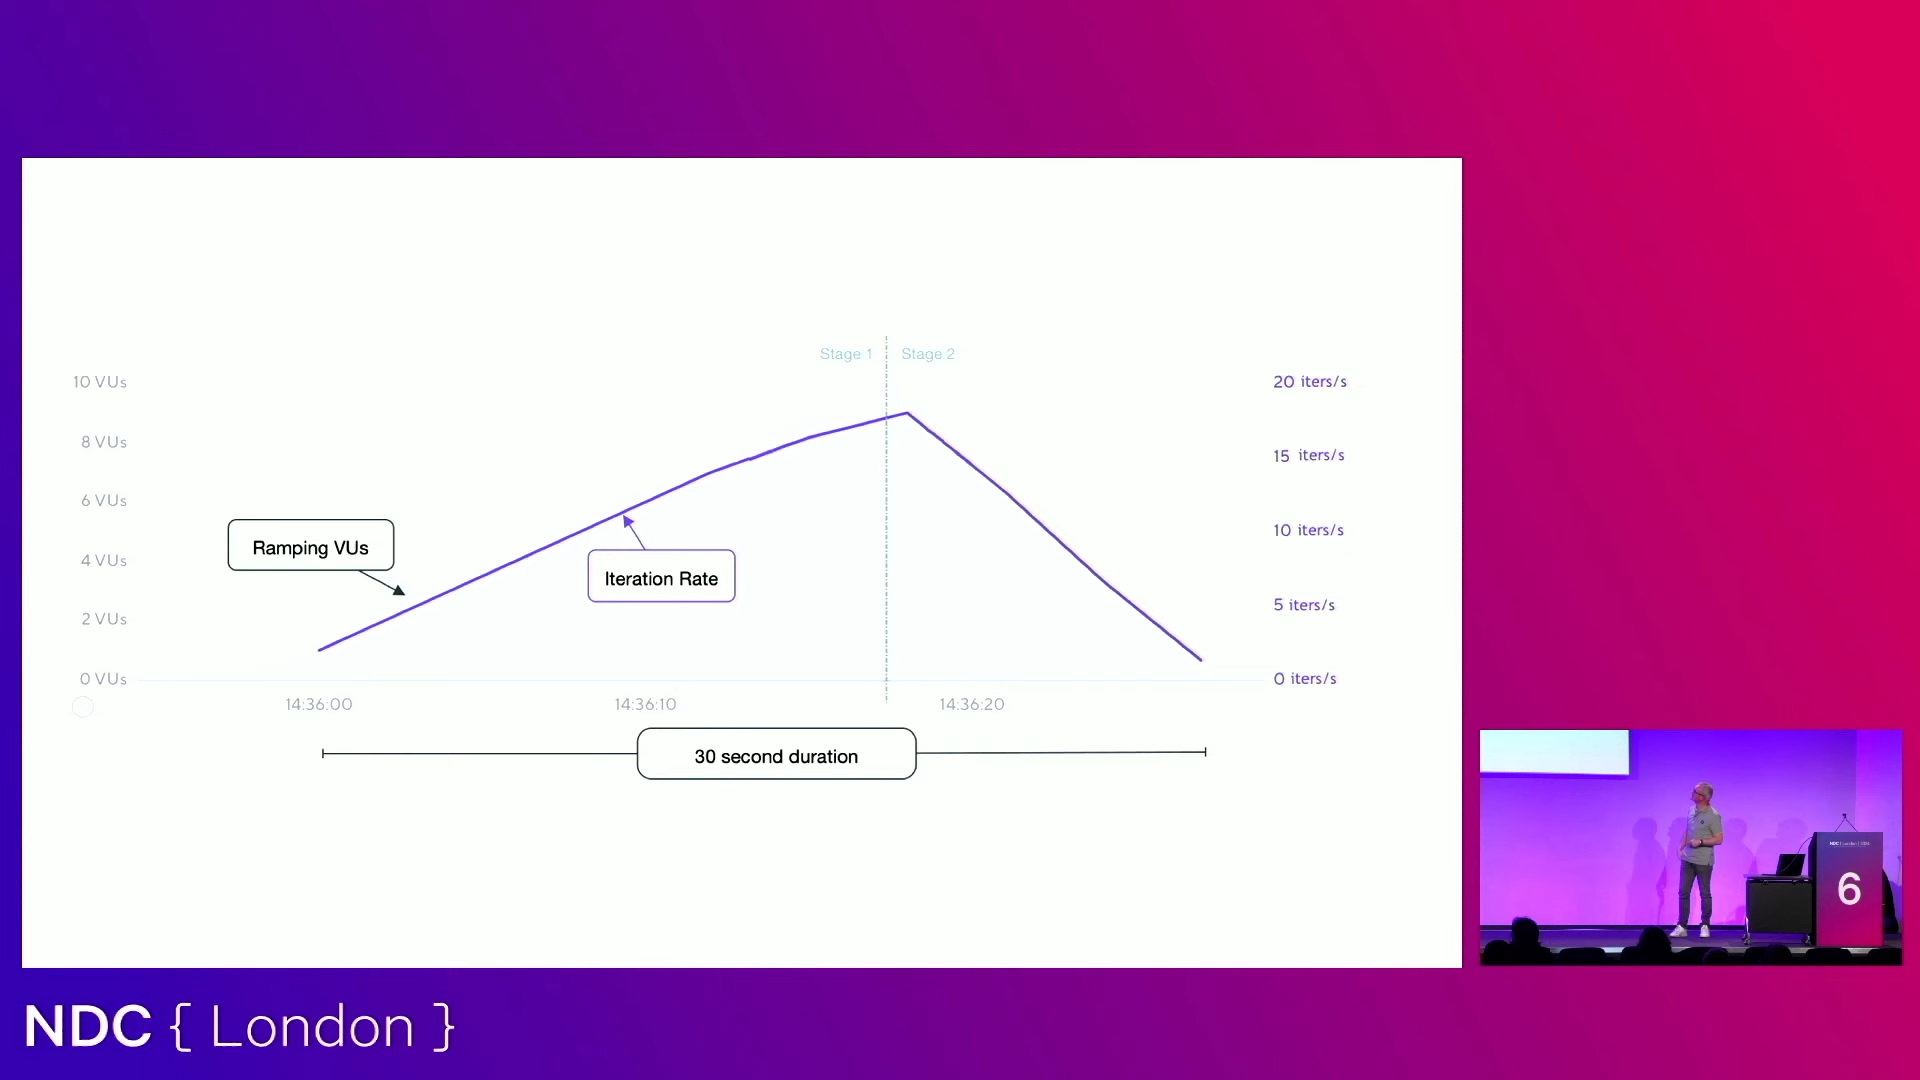 Stage 1
Stage 2
10 VUs
8 VUs
6 VUs
4 VUs
2 VUs
0 VUs
20 iters/s
15 iters/s
10 iters/s
5 iters/s
0 iters/s
Ramping VUs
Iteration Rate
14:36:00
14:36:10
14:36:20
30 second duration
6
NDC { London }